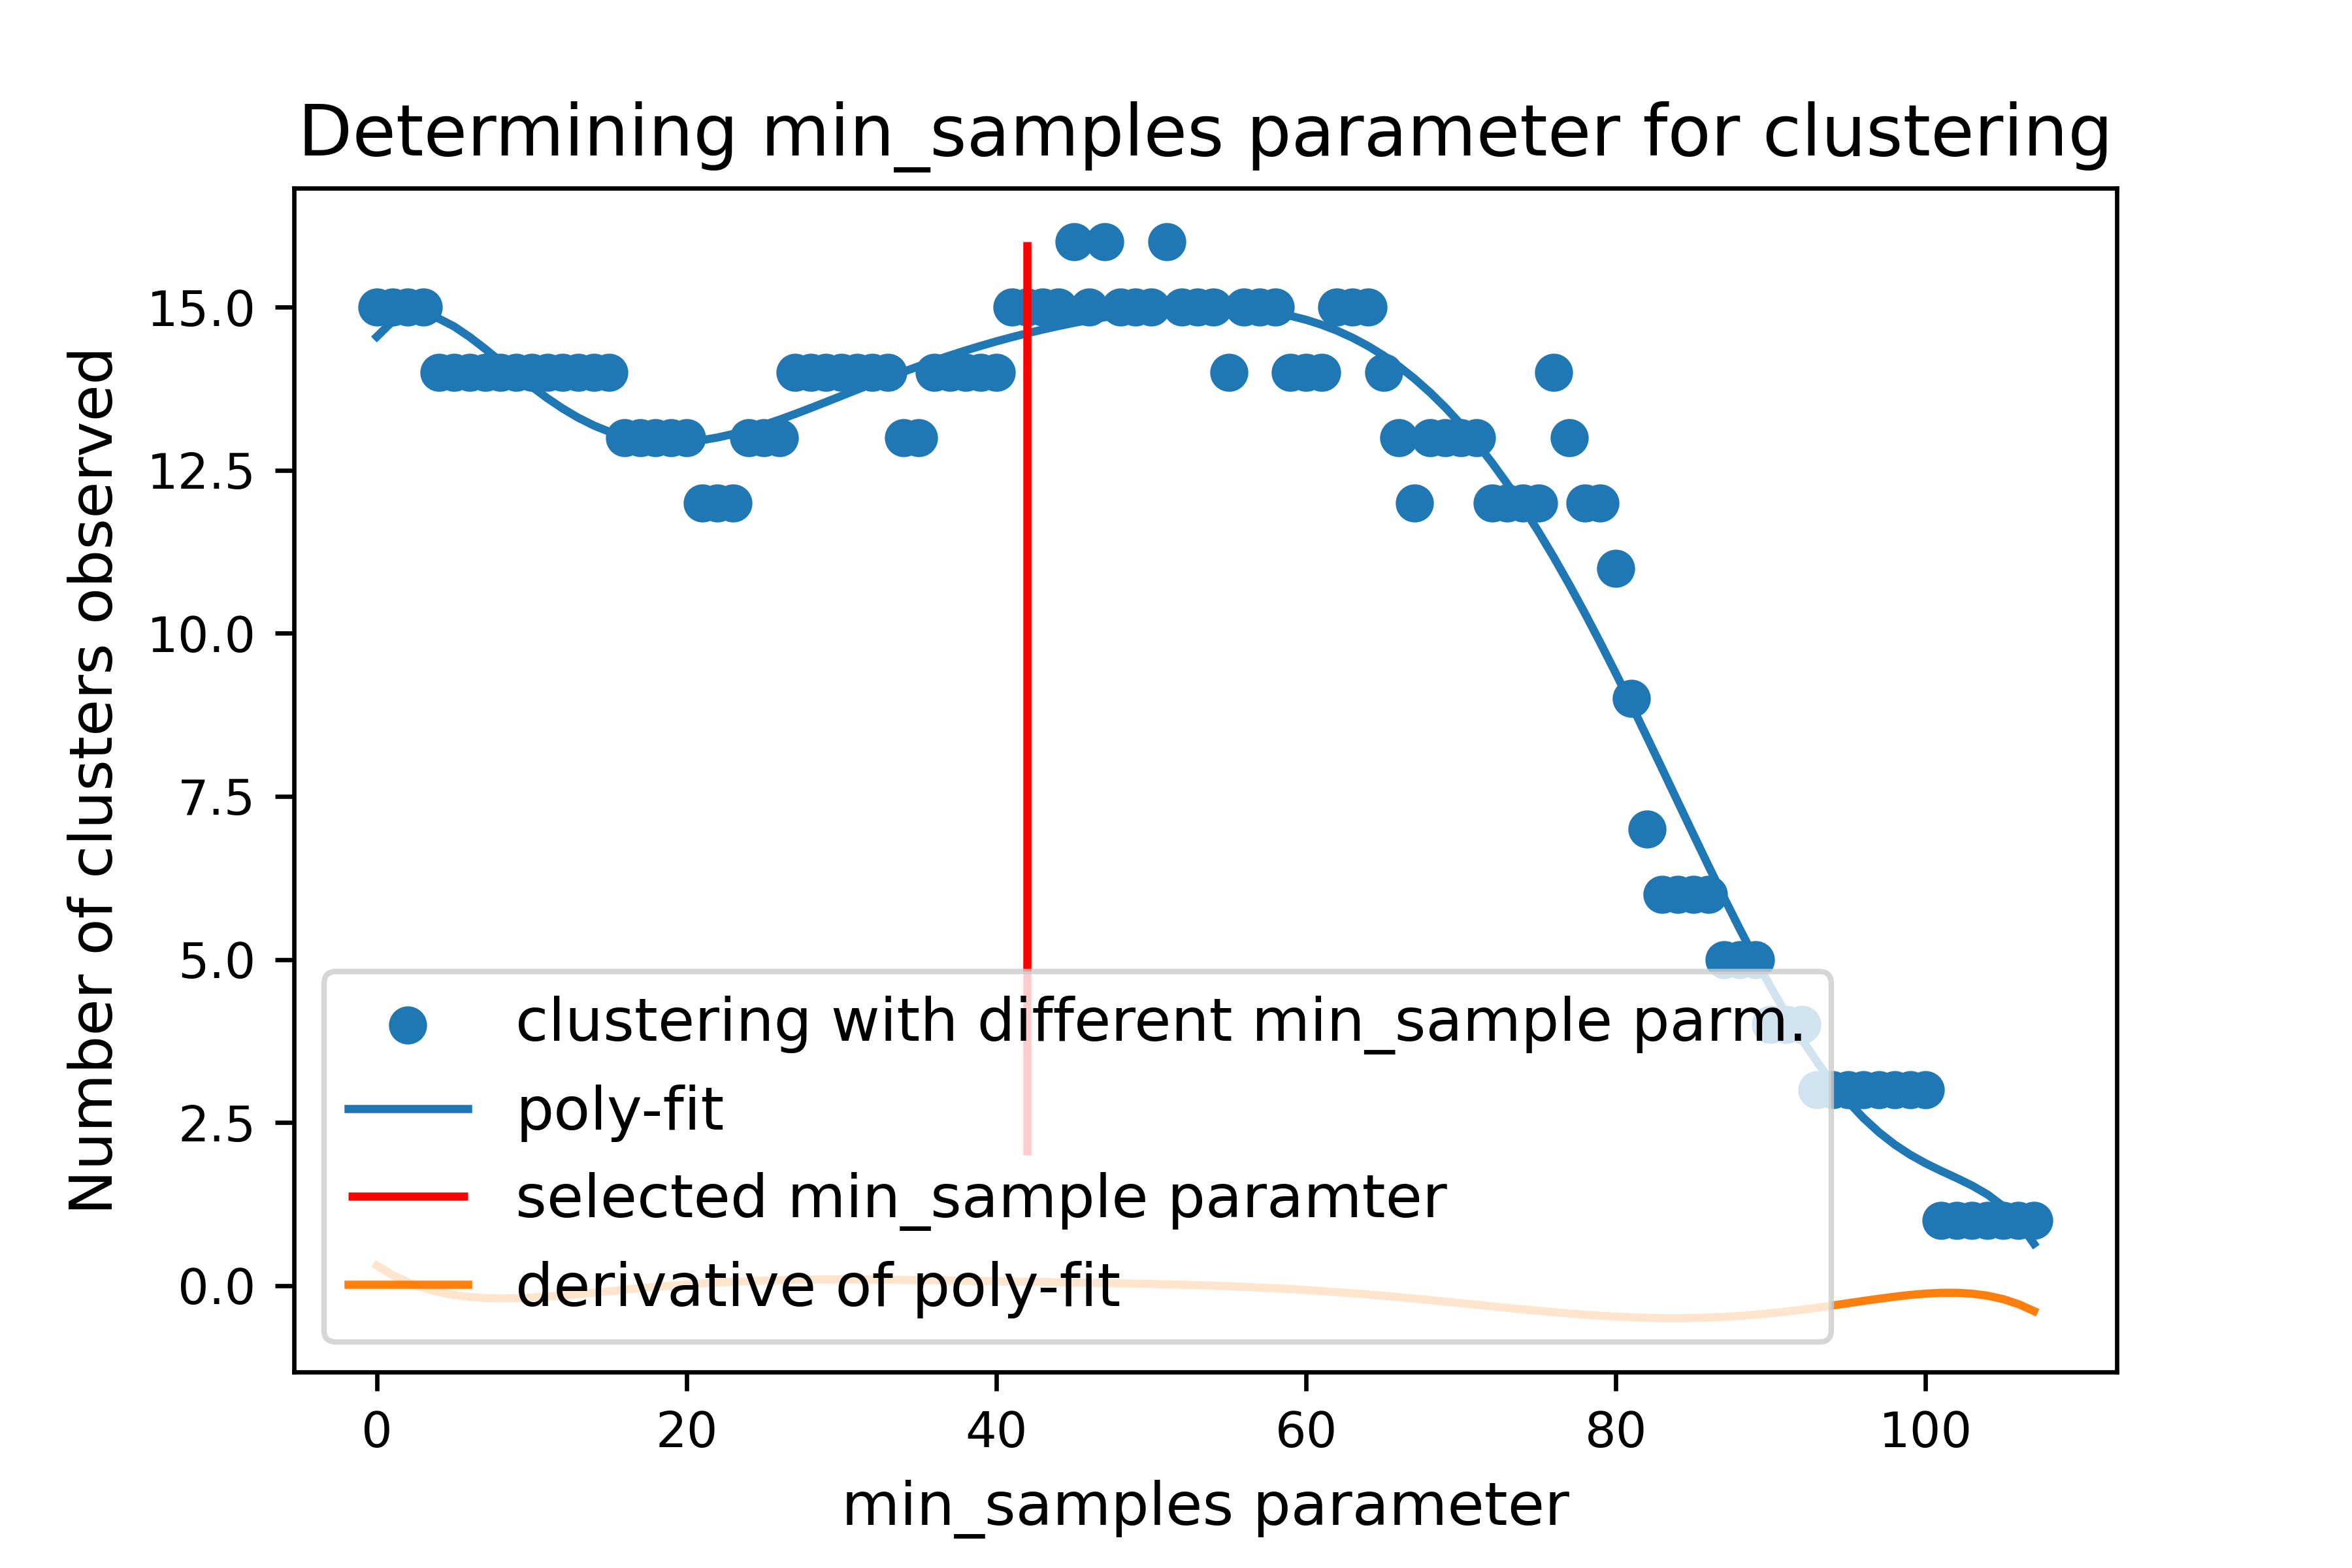 Determining min_samples parameter for clustering
Number of clusters observed
15.0
12.5
10.0
7.5
5.0
2.5
0.0
clustering with different min_sample parm.
poly-fit
selected min_sample paramter
derivative of poly-fit
0 20 40 60 80 100
min_samples parameter